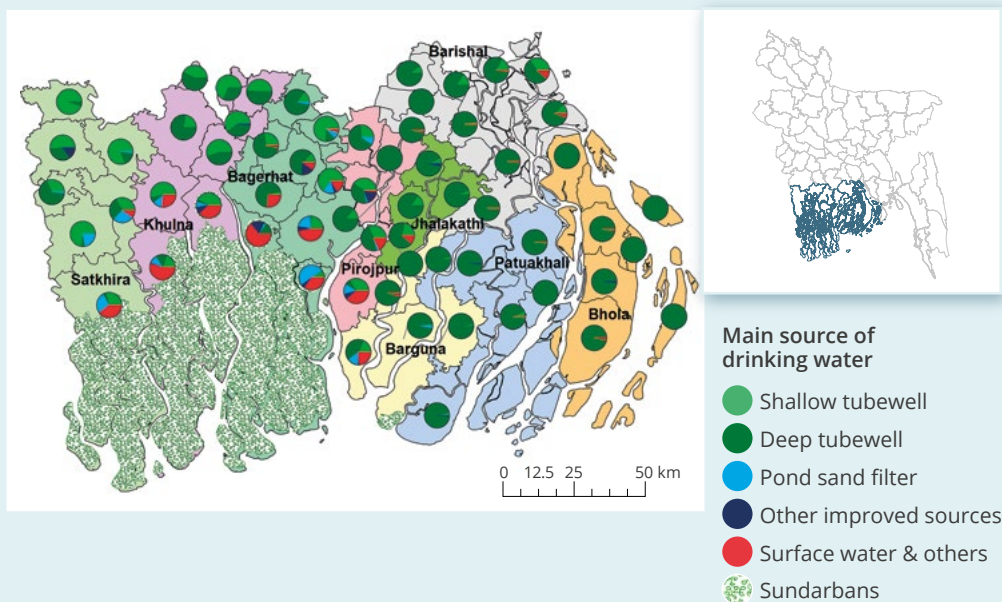 Barishal
Bagerhat
Khulna
Jhalakathi
Satkhira
Pirojpur
Patuakhali
Bhola
Barguna
0 12.5 25 50 km
Main source of
drinking water
Shallow tubewell
Deep tubewell
Pond sand filter
Other improved sources
Surface water & others
Sundarbans